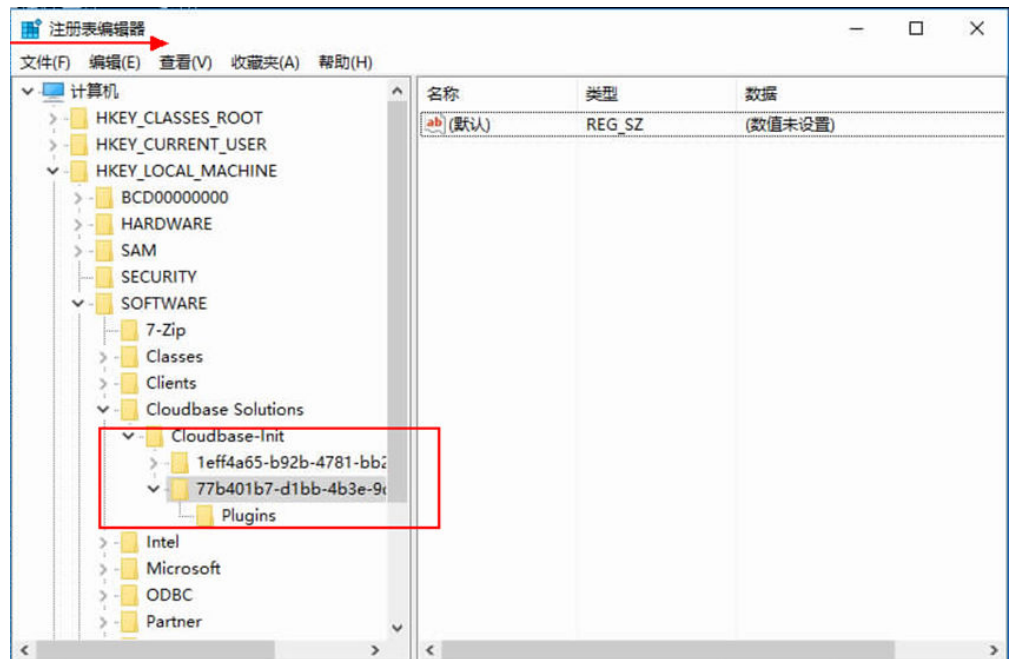 注册表编辑器
文件(F) 编辑(E) 查看(V) 收藏夹(A) 帮助(H)
计算机
HKEY_CLASSES_ROOT
HKEY_CURRENT_USER
HKEY_LOCAL_MACHINE
BCD00000000
HARDWARE
SAM
SECURITY
SOFTWARE
7-Zip
Classes
Clients
Cloudbase Solutions
Cloudbase-Init
1eff4a65-b92b-4781-bb2
77b401b7-d1bb-4b3e-9
Plugins
Intel
Microsoft
ODBC
Partner
名称 类型 数据
ab (默认) REG_SZ (数值未设置)